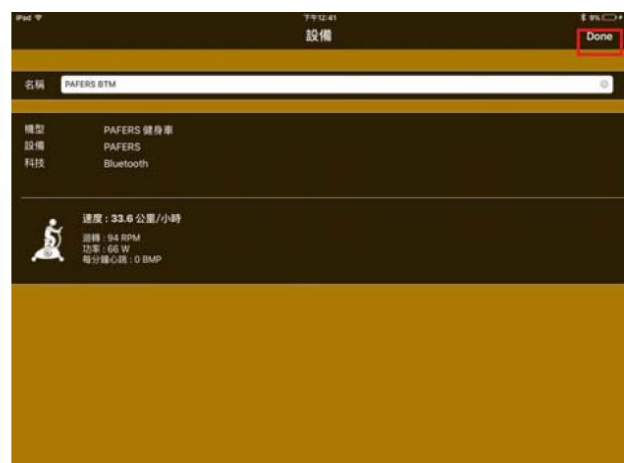 iPad 下午12:41 9%
設備 Done
名稱 PAFERS BTM
機型 PAFERS 健身車
設備 PAFERS
科技 Bluetooth
速度 : 33.6 公里/小時
迴轉 : 94 RPM
功率 : 66 W
每分鐘心跳 : 0 BMP